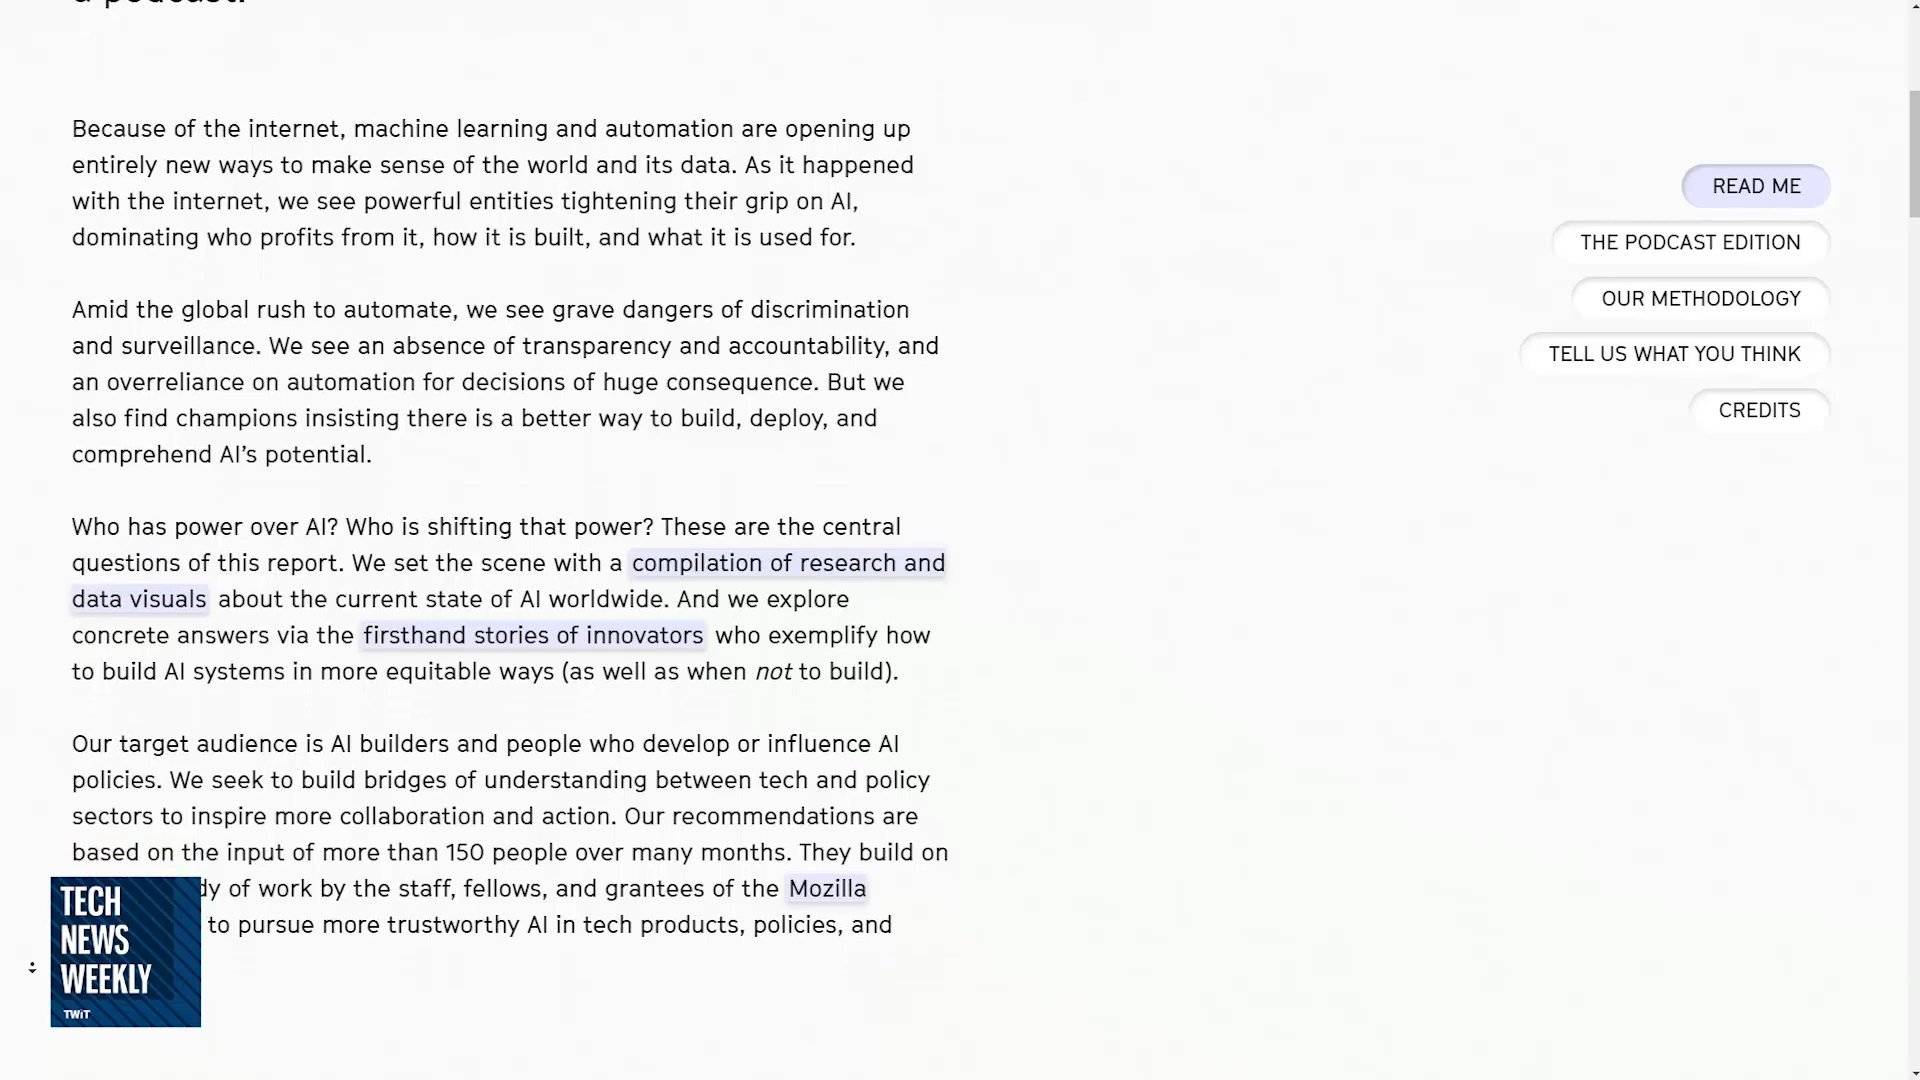 a podcast.
Because of the internet, machine learning and automation are opening up
entirely new ways to make sense of the world and its data. As it happened
with the internet, we see powerful entities tightening their grip on AI,
dominating who profits from it, how it is built, and what it is used for.
Amid the global rush to automate, we see grave dangers of discrimination
and surveillance. We see an absence of transparency and accountability, and
an overreliance on automation for decisions of huge consequence. But we
also find champions insisting there is a better way to build, deploy, and
comprehend AI’s potential.
Who has power over AI? Who is shifting that power? These are the central
questions of this report. We set the scene with a compilation of research and
data visuals about the current state of AI worldwide. And we explore
concrete answers via the firsthand stories of innovators who exemplify how
to build AI systems in more equitable ways (as well as when not to build).
Our target audience is AI builders and people who develop or influence AI
policies. We seek to build bridges of understanding between tech and policy
sectors to inspire more collaboration and action. Our recommendations are
based on the input of more than 150 people over many months. They build on
dy of work by the staff, fellows, and grantees of the Mozilla
to pursue more trustworthy AI in tech products, policies, and
READ ME
THE PODCAST EDITION
OUR METHODOLOGY
TELL US WHAT YOU THINK
CREDITS
TECH
NEWS
WEEKLY
TWiT